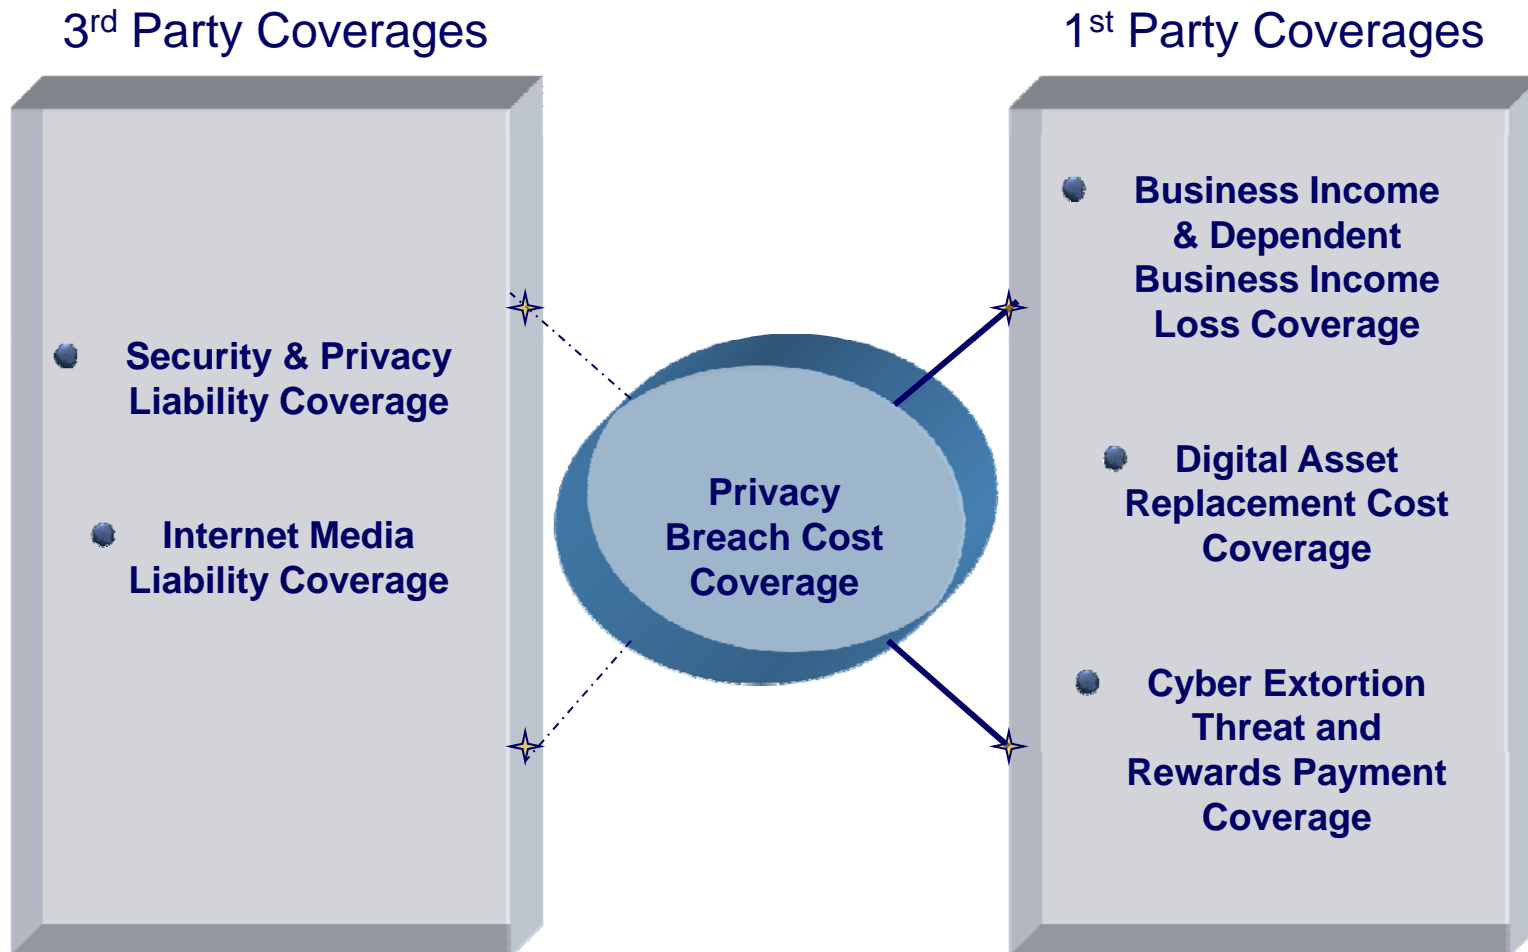 3rd Party Coverages
Security & Privacy
Liability Coverage
Internet Media
Liability Coverage
Privacy
Breach Cost
Coverage
1st Party Coverages
Business Income
& Dependent
Business Income
Loss Coverage
Digital Asset
Replacement Cost
Coverage
Cyber Extortion
Threat and
Rewards Payment
Coverage